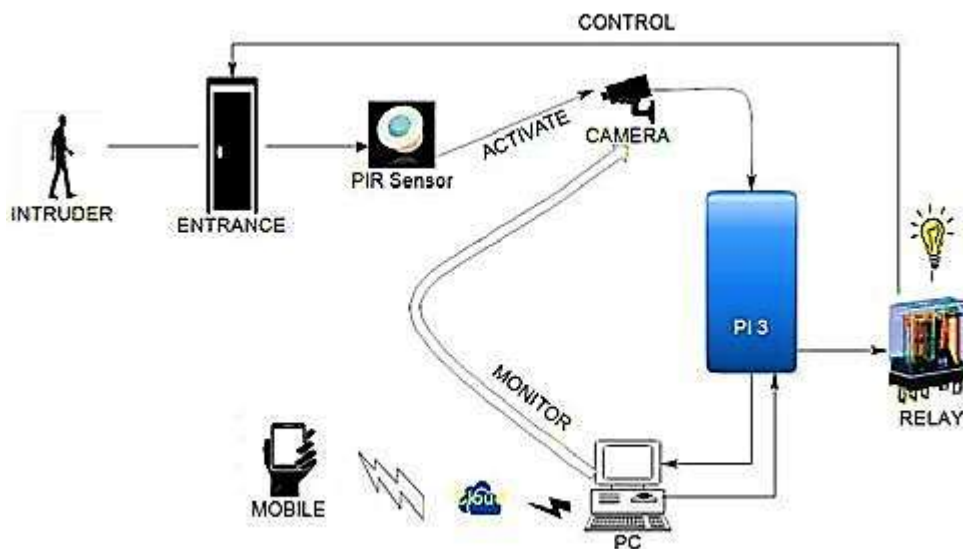 CONTROL
ACTIVATE
CAMERA
PIR Sensor
INTRUDER
ENTRANCE
PI 3
RELAY
MONITOR
MOBILE
PC